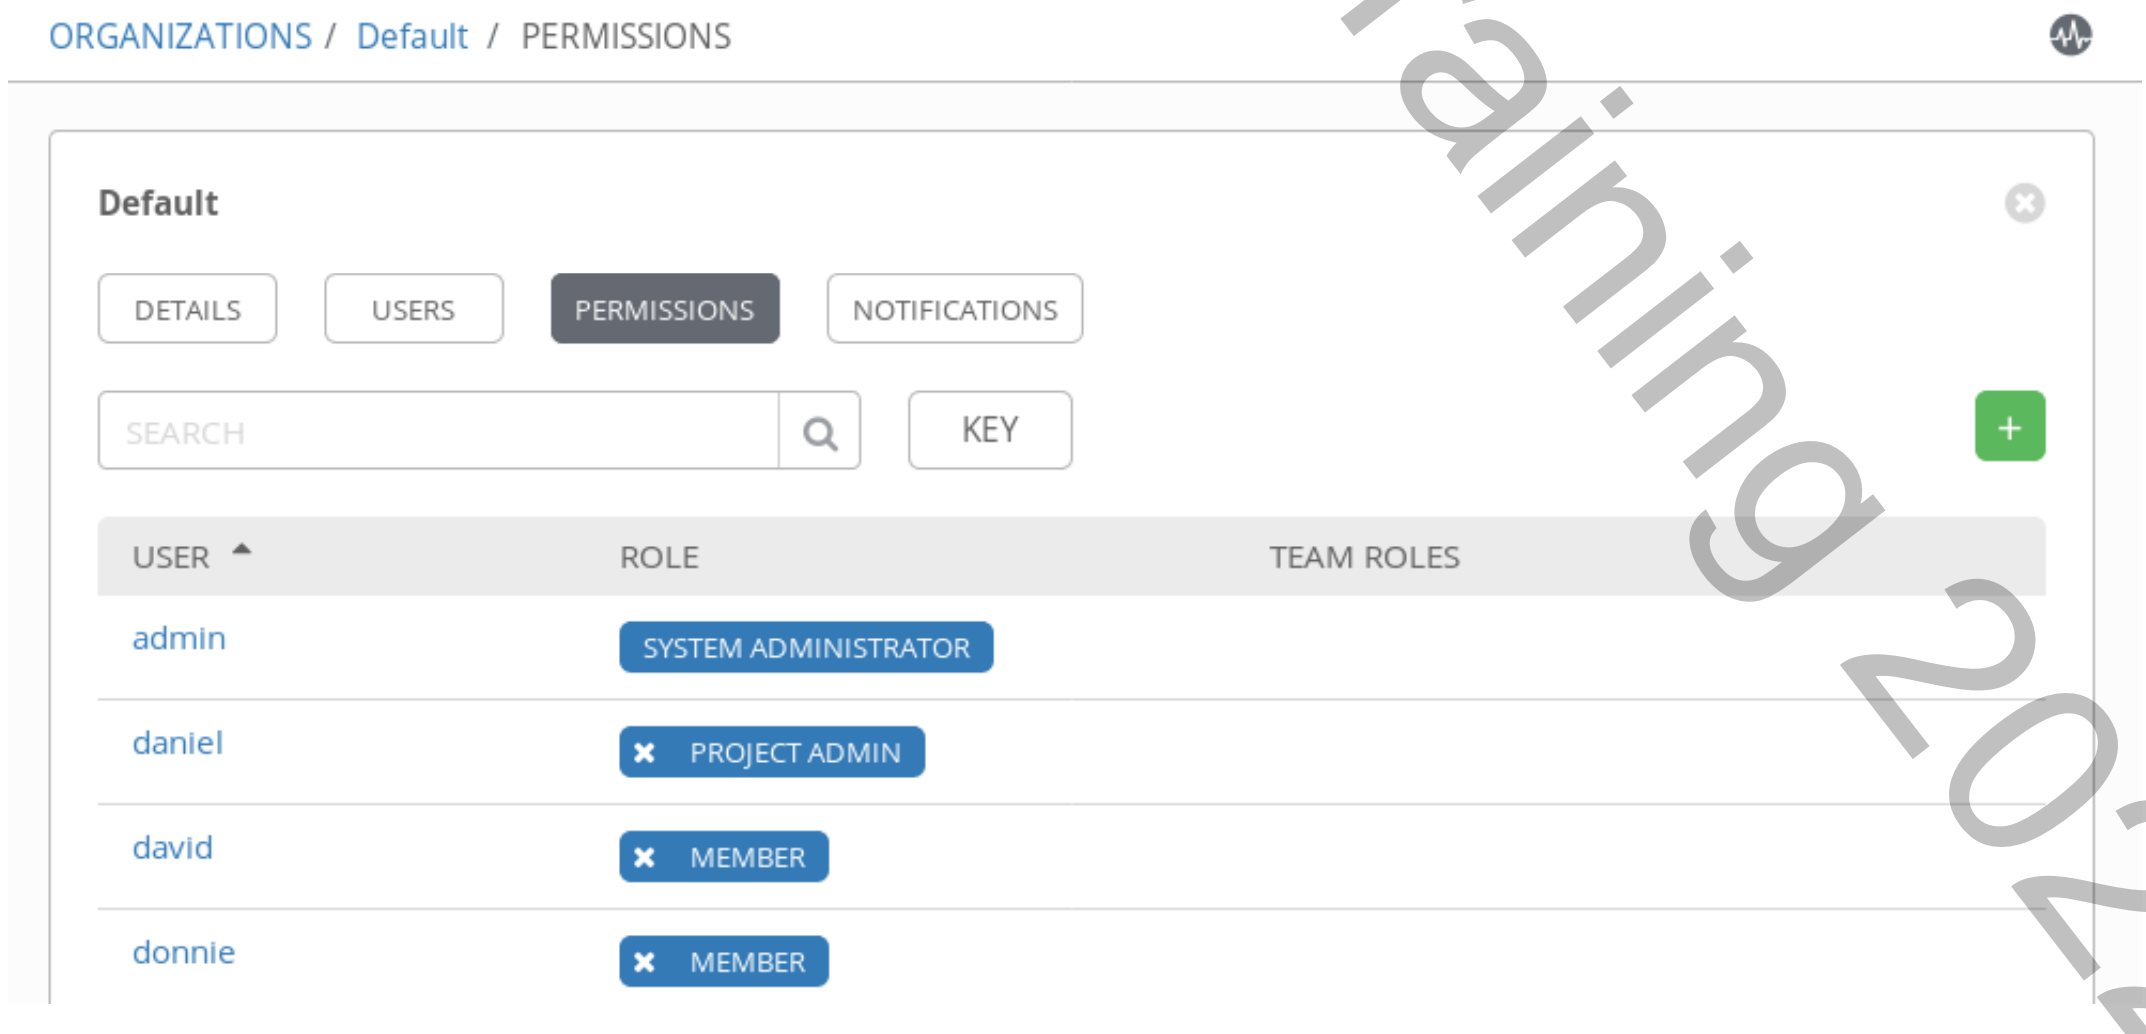 ORGANIZATIONS / Default / PERMISSIONS
Default
DETAILS USERS PERMISSIONS NOTIFICATIONS
SEARCH KEY +
USER ROLE TEAM ROLES
admin SYSTEM ADMINISTRATOR
daniel PROJECT ADMIN
david MEMBER
donnie MEMBER
raining 202